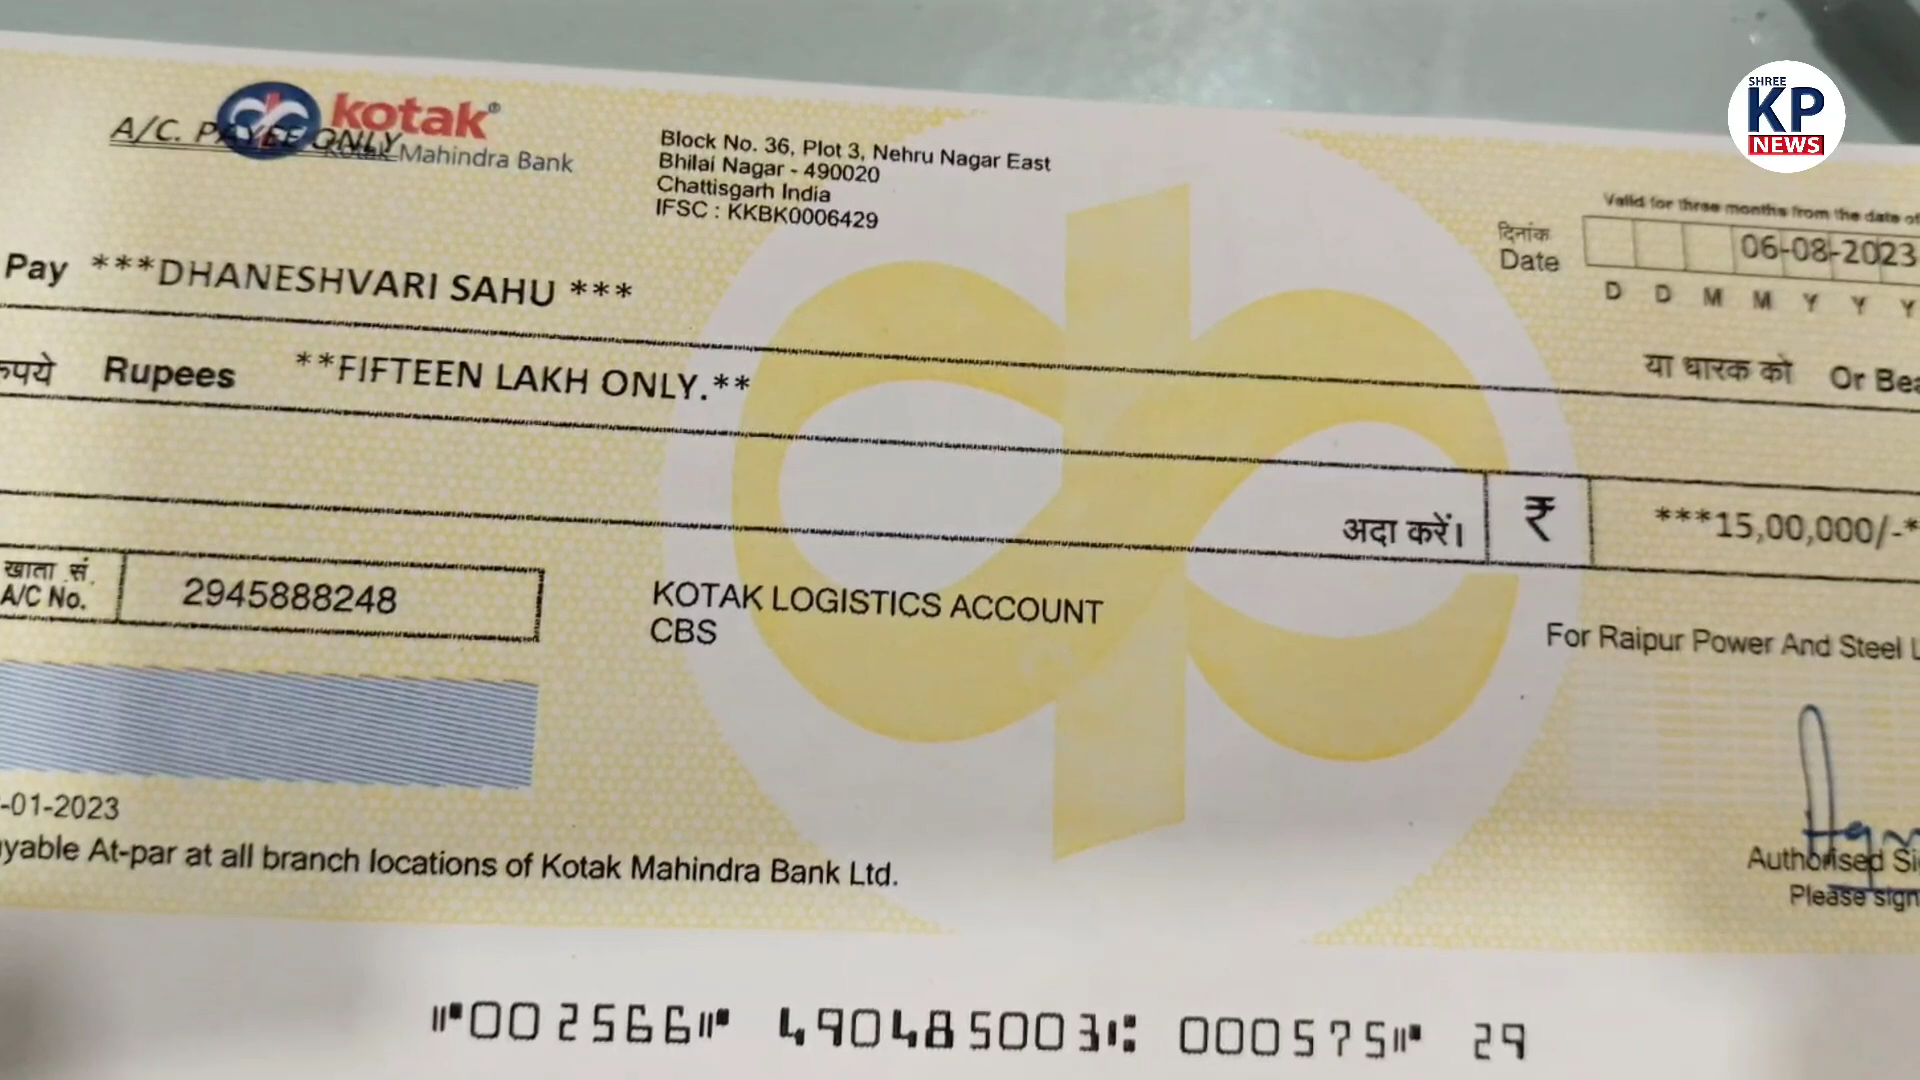 SHREE
KP
NEWS
kotak®
A/C. PAYEE ONLY
Kotak Mahindra Bank
Block No. 36, Plot 3, Nehru Nagar East
Bhilai Nagar - 490020
Chattisgarh India
IFSC : KKBK0006429
Valid for three months from the date of
दिनांक
Date
06-08-2023
D D M M Y Y Y
Pay ***DHANESHVARI SAHU ***
या धारक को Or
Rupees **FIFTEEN LAKH ONLY.**
अदा करें।
₹ ***15,00,000/-*
खाता सं.
A/C No. 2945888248
KOTAK LOGISTICS ACCOUNT
CBS
For Raipur Power And Steel
-01-2023
At-par at all branch locations of Kotak Mahindra Bank Ltd.
Authorised
Please sign
⑈002566⑈ 490485003⑆ 000575⑈ 29